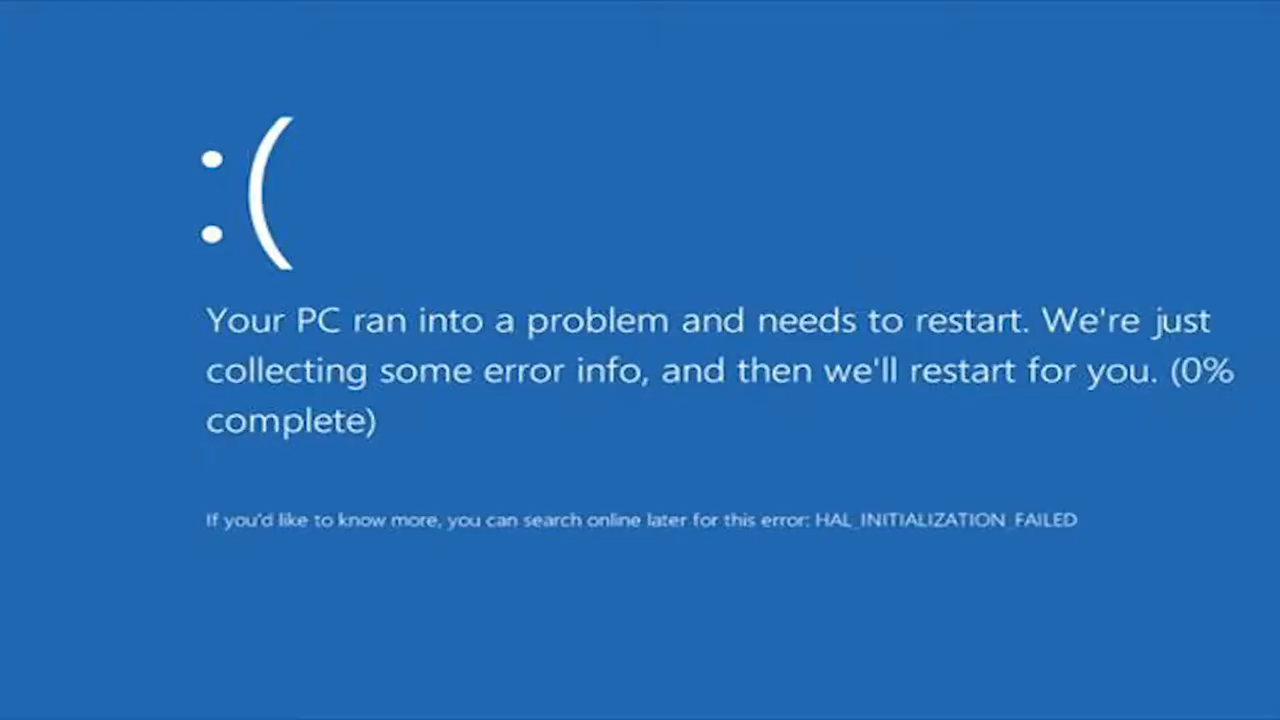 :(
Your PC ran into a problem and needs to restart. We're just
collecting some error info, and then we'll restart for you. (0%
complete)
If you'd like to know more, you can search online later for this error: HAL_INITIALIZATION_FAILED